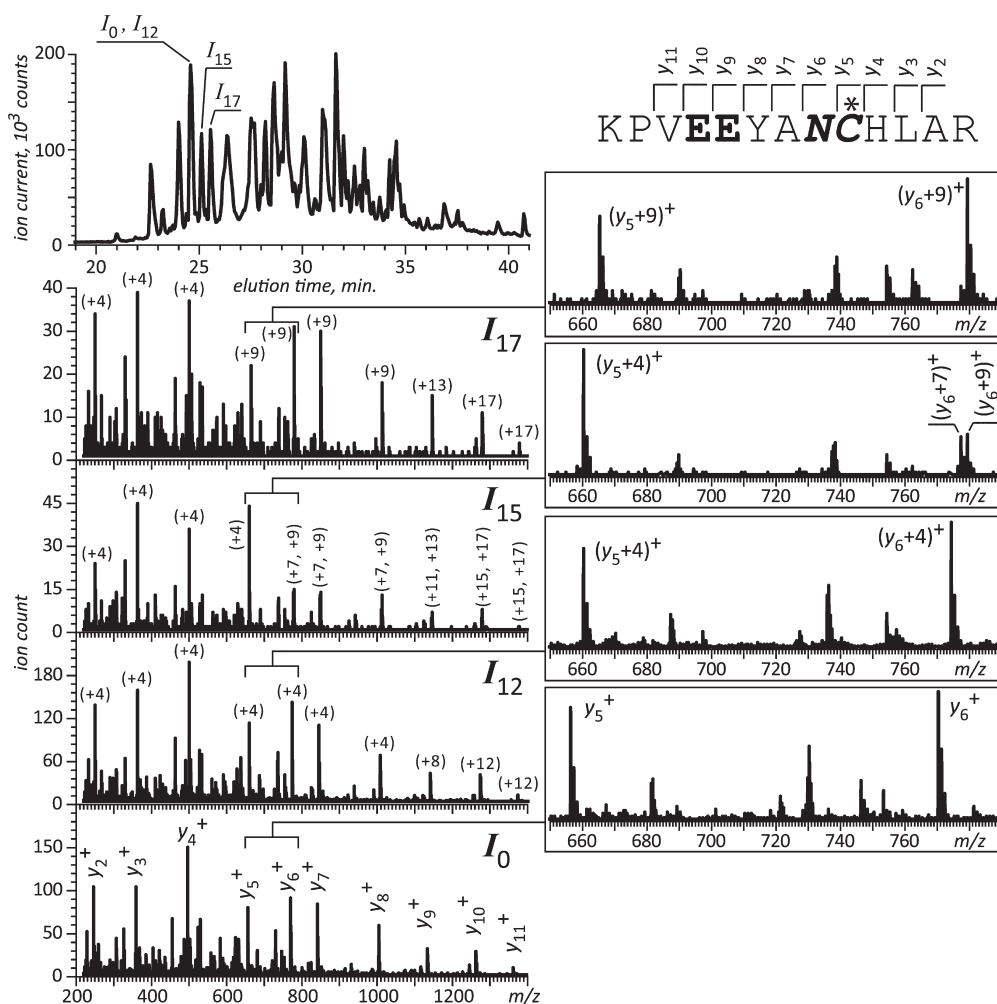 I0 , I12
I15
I17
200
100
0
ion current, 10³ counts
20 25 30 35 40
elution time, min.
y11 y10 y9 y8 y7 y6 y5 y4 y3 y2
*
KPVEEYANCHLAR
(y5+9)+ (y6+9)+
660 680 700 720 740 760 m/z
(y5+4)+ (y6+7)+ (y6+9)+
660 680 700 720 740 760 m/z
(y5+4)+ (y6+4)+
660 680 700 720 740 760 m/z
y5+ y6+
660 680 700 720 740 760 m/z
ion count
40
30
20
10
0
(+4) (+4) (+4) (+9) (+9) (+9) (+9) (+13) (+17) (+17)
I17
45
30
15
0
(+4) (+4) (+4) (+4) (+7, +9) (+7, +9) (+7, +9) (+11, +13) (+15, +17) (+15, +17)
I15
180
120
60
0
(+4) (+4) (+4) (+4) (+4) (+4) (+4) (+8) (+12) (+12)
I12
150
100
50
0
y2+ y3+ y4+ y5+ y6+ y7+ y8+ y9+ y10+ y11+
I0
200 400 600 800 1000 1200 m/z